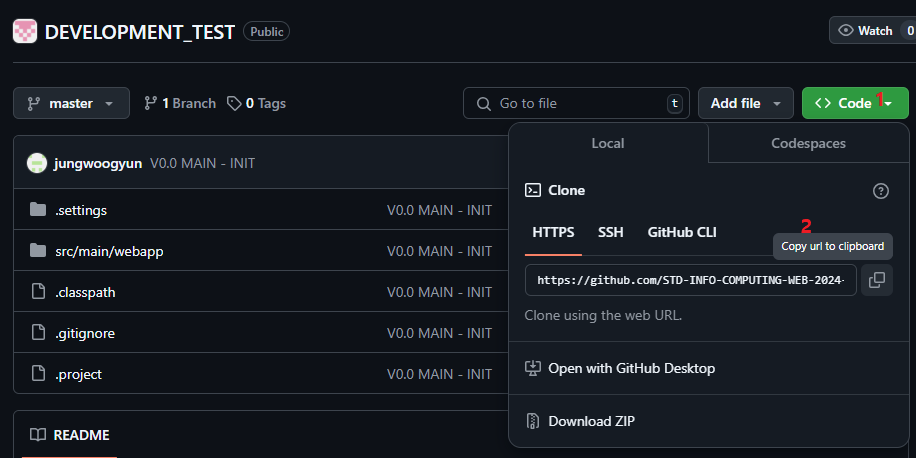 DEVELOPMENT_TEST Public Watch 0
master 1 Branch 0 Tags Go to file t Add file <> Code 1
Local Codespaces
jungwoogyun V0.0 MAIN - INIT
Clone
.settings V0.0 MAIN - INIT
2
HTTPS SSH GitHub CLI
Copy url to clipboard
src/main/webapp V0.0 MAIN - INIT
https://github.com/STD-INFO-COMPUTING-WEB-2024-
.classpath V0.0 MAIN - INIT
Clone using the web URL.
.gitignore V0.0 MAIN - INIT
Open with GitHub Desktop
.project V0.0 MAIN - INIT
Download ZIP
README